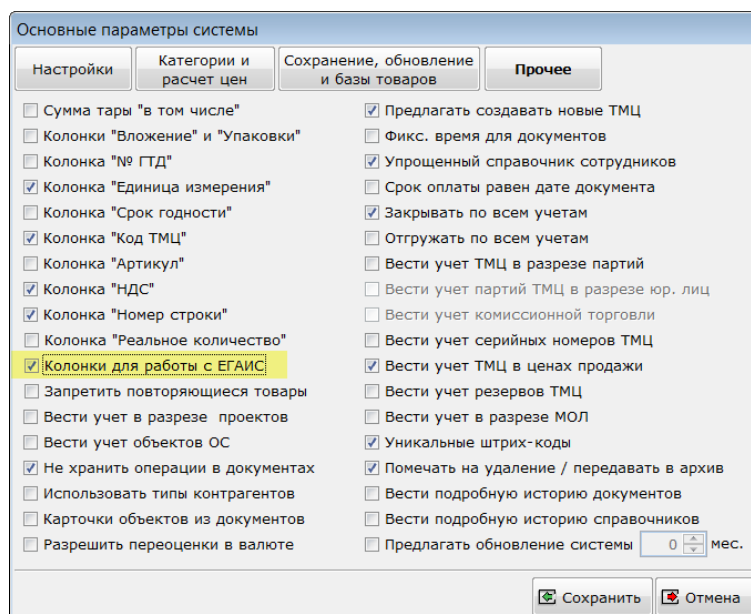 Основные параметры системы
Настройки
Категории и
расчет цен
Сохранение, обновление
и базы товаров
Прочее
Сумма тары "в том числе"
Колонки "Вложение" и "Упаковки"
Колонка "№ ГТД"
Колонка "Единица измерения"
Колонка "Срок годности"
Колонка "Код ТМЦ"
Колонка "Артикул"
Колонка "НДС"
Колонка "Номер строки"
Колонка "Реальное количество"
Колонки для работы с ЕГАИС
Запретить повторяющиеся товары
Вести учет в разрезе проектов
Вести учет объектов ОС
Не хранить операции в документах
Использовать типы контрагентов
Карточки объектов из документов
Разрешить переоценки в валюте
Предлагать создавать новые ТМЦ
Фикс. время для документов
Упрощенный справочник сотрудников
Срок оплаты равен дате документа
Закрывать по всем учетам
Отгружать по всем учетам
Вести учет ТМЦ в разрезе партий
Вести учет партий ТМЦ в разрезе юр. лиц
Вести учет комиссионной торговли
Вести учет серийных номеров ТМЦ
Вести учет ТМЦ в ценах продажи
Вести учет резервов ТМЦ
Вести учет в разрезе МОЛ
Уникальные штрих-коды
Помечать на удаление / передавать в архив
Вести подробную историю документов
Вести подробную историю справочников
Предлагать обновление системы 0 мес.
Сохранить
Отмена